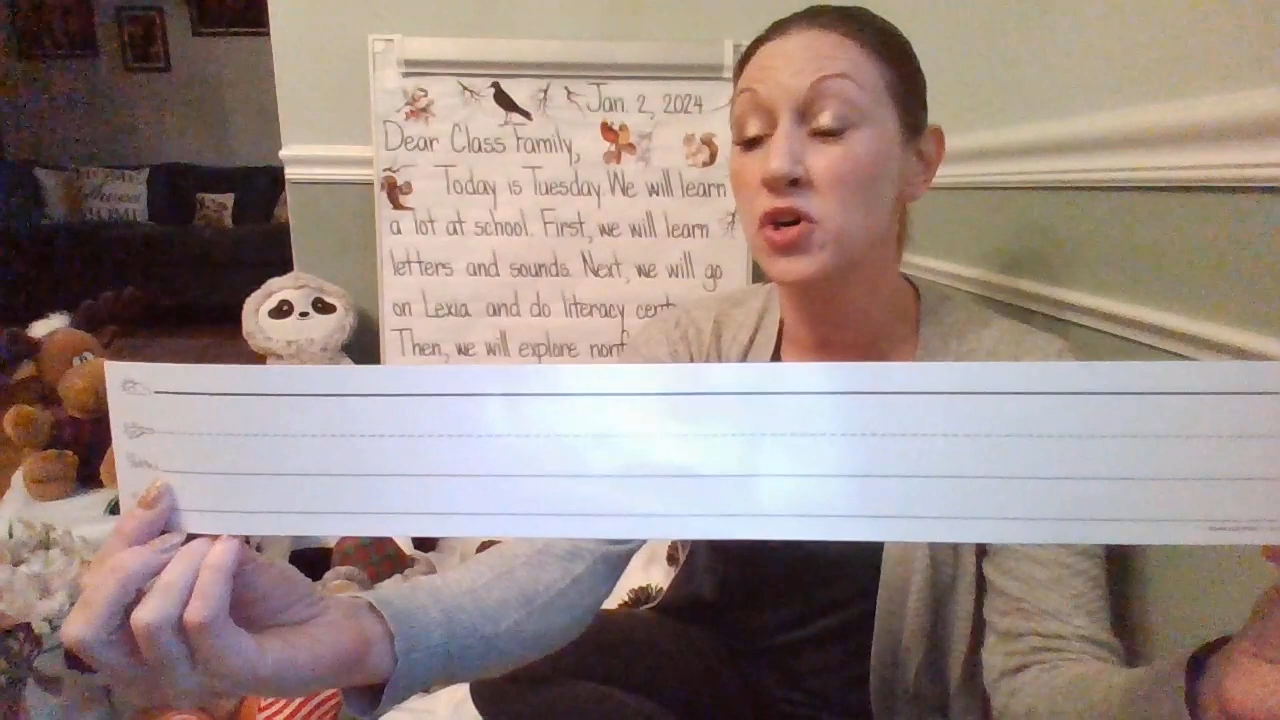 Jan. 2, 2024
Dear Class Family,
Today is Tuesday. We will learn
a lot at school. First, we will learn
letters and sounds. Next, we will go
on Lexia and do literacy
Then, we will explore